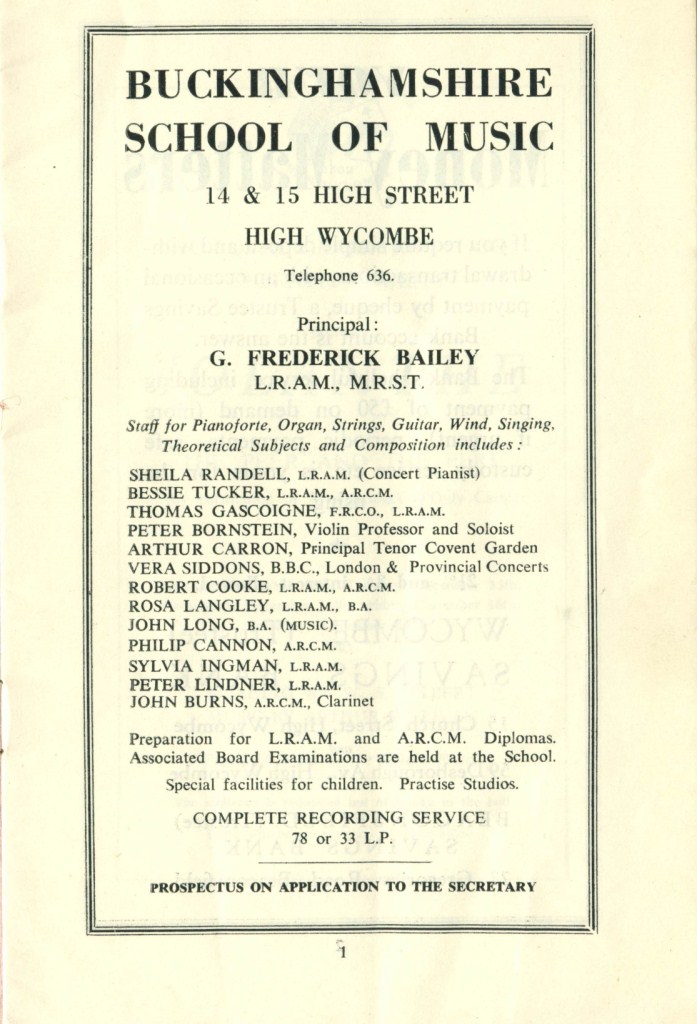 BUCKINGHAMSHIRE
SCHOOL OF MUSIC
14 & 15 HIGH STREET
HIGH WYCOMBE
Telephone 636.
Principal:
G. FREDERICK BAILEY
L.R.A.M., M.R.S.T.
Staff for Pianoforte, Organ, Strings, Guitar, Wind, Singing,
Theoretical Subjects and Composition includes:
SHEILA RANDELL, L.R.A.M. (Concert Pianist)
BESSIE TUCKER, L.R.A.M., A.R.C.M.
THOMAS GASCOIGNE, F.R.C.O., L.R.A.M.
PETER BORNSTEIN, Violin Professor and Soloist
ARTHUR CARRON, Principal Tenor Covent Garden
VERA SIDDONS, B.B.C., London & Provincial Concerts
ROBERT COOKE, L.R.A.M., A.R.C.M.
ROSA LANGLEY, L.R.A.M., B.A.
JOHN LONG, B.A. (MUSIC).
PHILIP CANNON, A.R.C.M.
SYLVIA INGMAN, L.R.A.M.
PETER LINDNER, L.R.A.M.
JOHN BURNS, A.R.C.M., Clarinet
Preparation for L.R.A.M. and A.R.C.M. Diplomas.
Associated Board Examinations are held at the School.
Special facilities for children. Practise Studios.
COMPLETE RECORDING SERVICE
78 or 33 L.P.
PROSPECTUS ON APPLICATION TO THE SECRETARY
1